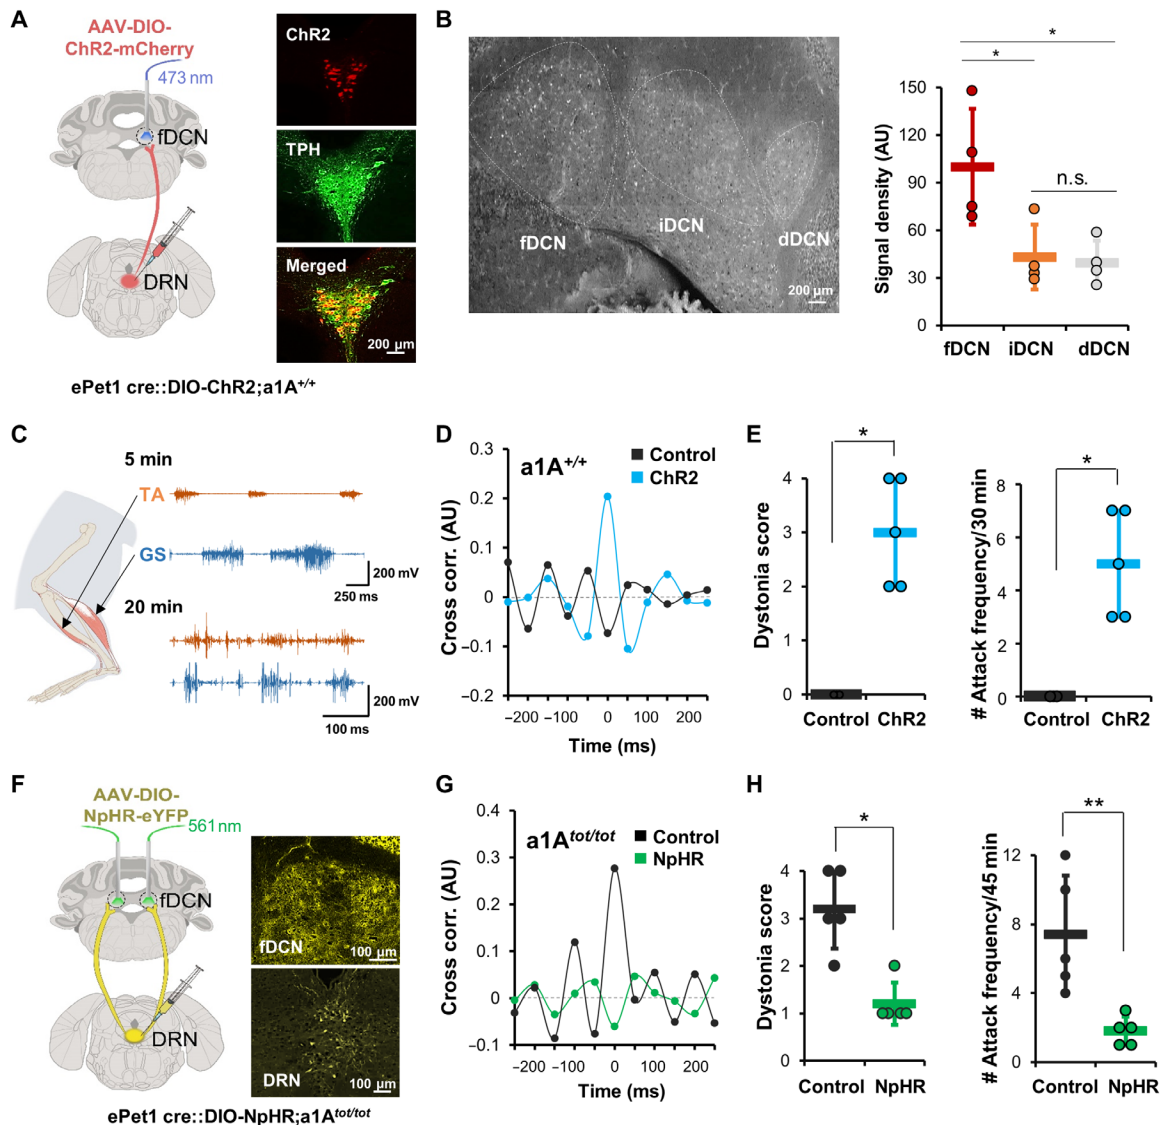 A
AAV-DIO-
ChR2-mCherry
473 nm
fDCN
DRN
ChR2
TPH
Merged
200 µm
ePet1 cre::DIO-ChR2;a1A+/+
B
fDCN
iDCN
dDCN
200 µm
*
*
n.s.
Signal density (AU)
150
120
90
60
30
0
fDCN iDCN dDCN
C
5 min
TA
GS
200 mV
250 ms
20 min
200 mV
100 ms
D
a1A+/+
Control
ChR2
Cross corr. (AU)
0.3
0.2
0.1
0
−0.1
−0.2
−200 −100 0 100 200
Time (ms)
E
*
Dystonia score
4
3
2
1
0
Control ChR2
*
# Attack frequency/30 min
8
6
4
2
0
Control ChR2
F
AAV-DIO-
NpHR-eYFP
561 nm
fDCN
DRN
fDCN
100 µm
DRN
100 µm
ePet1 cre::DIO-NpHR;a1Atot/tot
G
a1Atot/tot
Control
NpHR
Cross corr. (AU)
0.4
0.3
0.2
0.1
0
−0.1
−200 −100 0 100 200
Time (ms)
H
*
Dystonia score
4
3
2
1
0
Control NpHR
**
# Attack frequency/45 min
12
8
4
0
Control NpHR